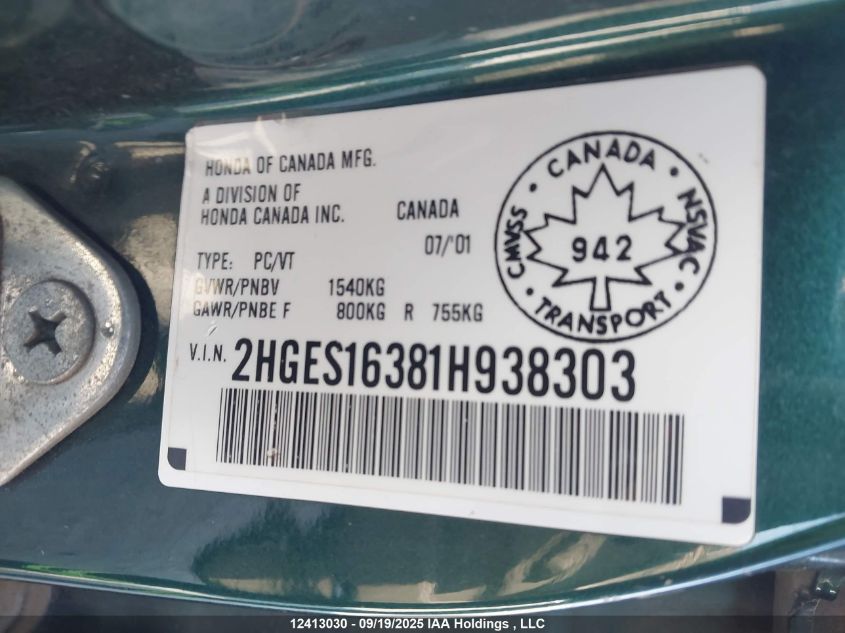 HONDA OF CANADA MFG.
A DIVISION OF
HONDA CANADA INC.
CANADA
07/'01
TYPE: PC/VT
GVWR/PNBV 1540KG
GAWR/PNBE F 800KG R 755KG
V.I.N. 2HGES16381H938303
• CANADA •
CMVSS
942
NSVAC
• TRANSPORT •
12413030 - 09/19/2025 IAA Holdings , LLC